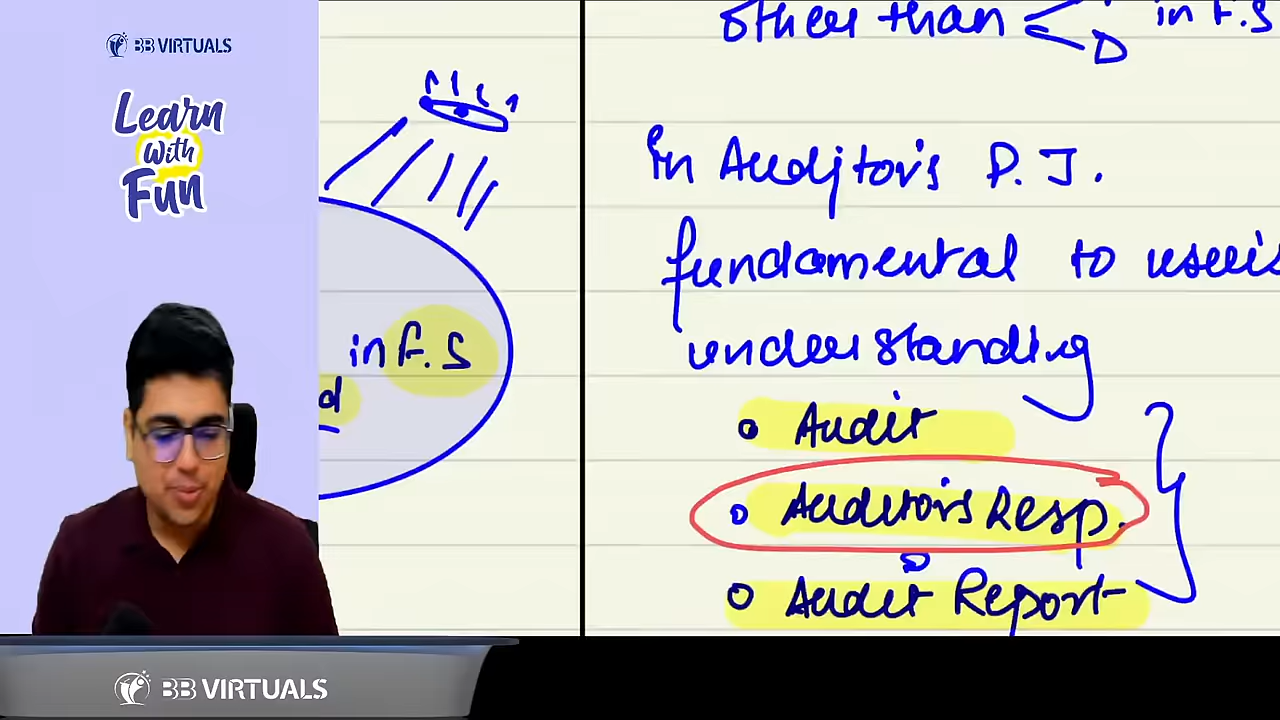 BB VIRTUALS
Learn
With
Fun
in F.S
d
other than < D in F.S
in Auditor's P.J.
fundamental to user's
understanding
Audit
Auditor's Resp.
Audit Report
BB VIRTUALS